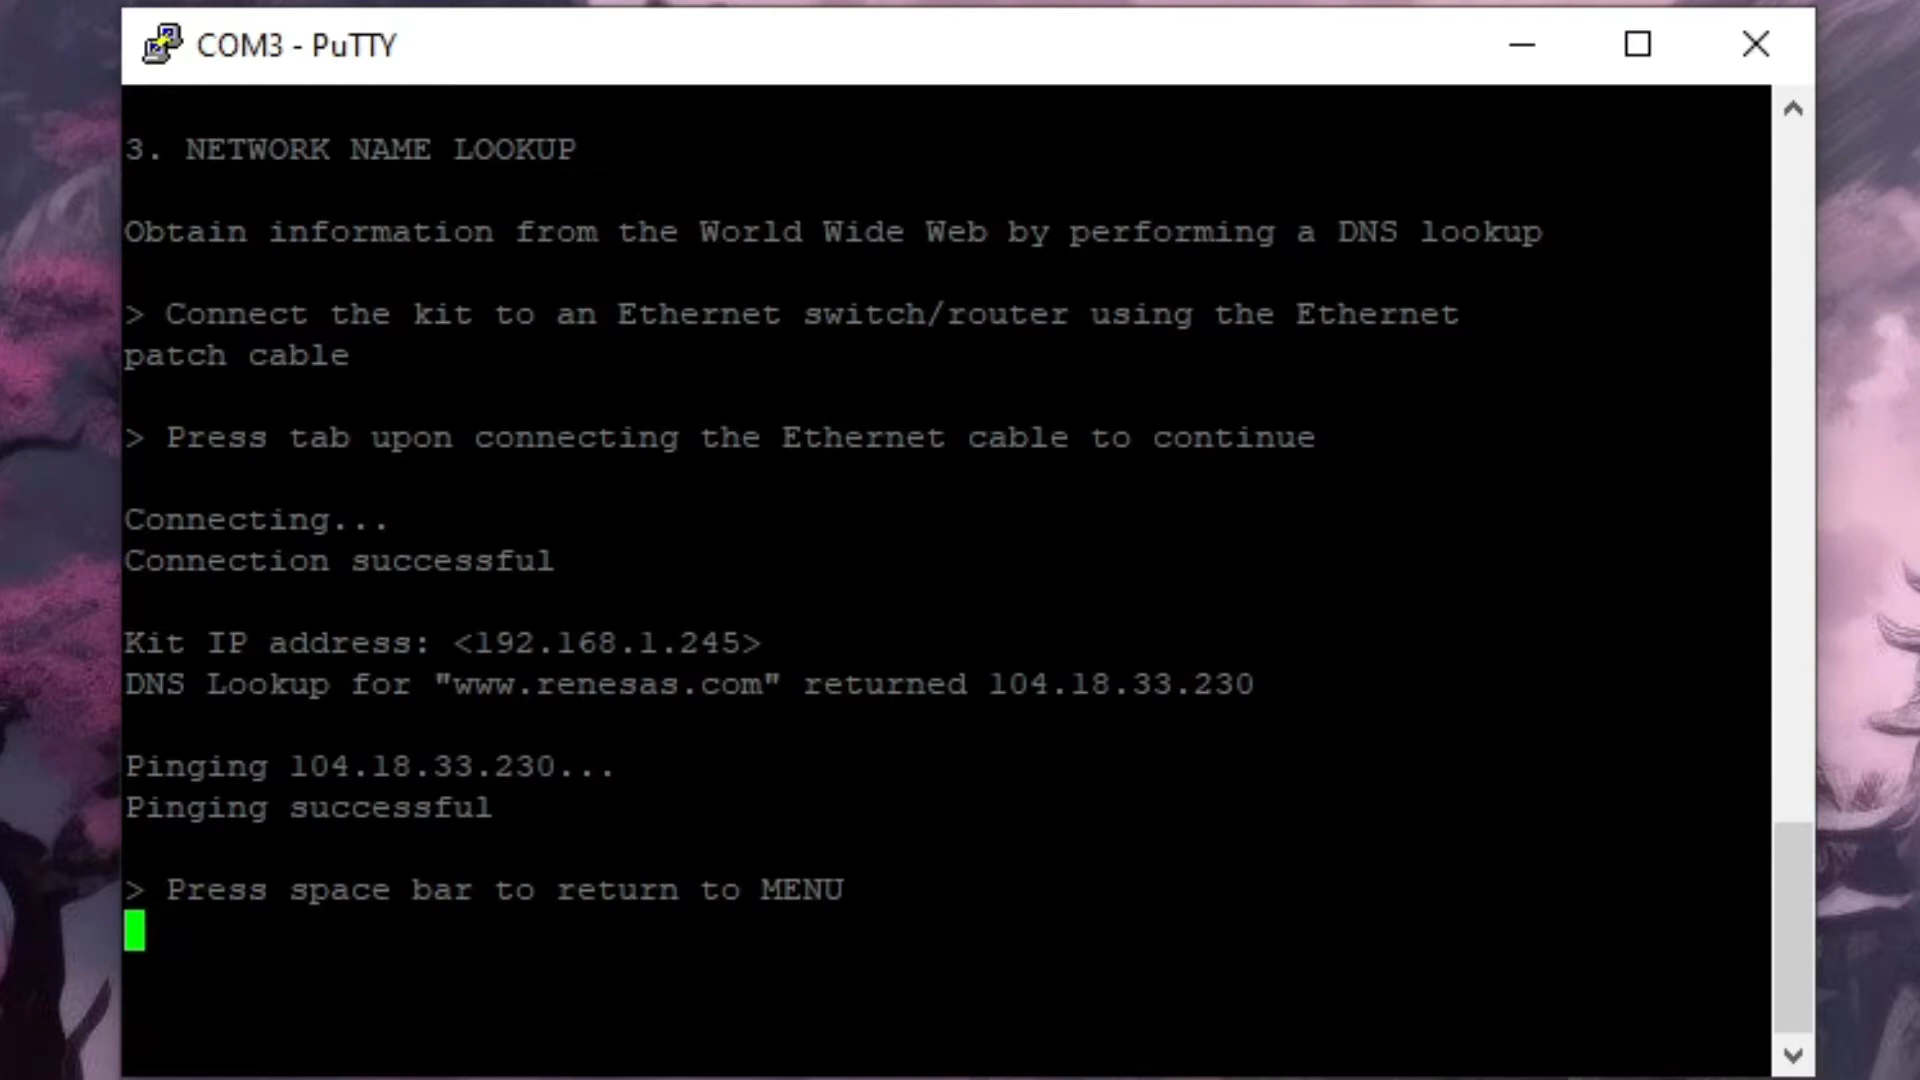 COM3 - PuTTY
3. NETWORK NAME LOOKUP
Obtain information from the World Wide Web by performing a DNS lookup
> Connect the kit to an Ethernet switch/router using the Ethernet
patch cable
> Press tab upon connecting the Ethernet cable to continue
Connecting...
Connection successful
Kit IP address: <192.168.1.245>
DNS Lookup for "www.renesas.com" returned 104.18.33.230
Pinging 104.18.33.230...
Pinging successful
> Press space bar to return to MENU